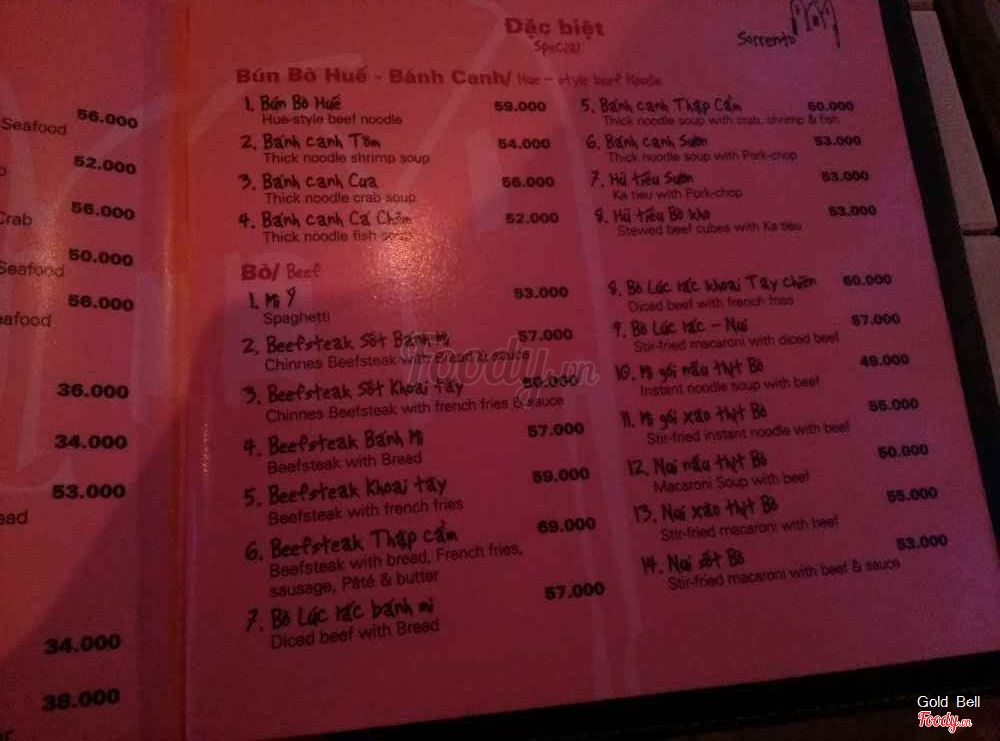 56.000
Seafood
52.000
56.000
Crab
50.000
Seafood
56.000
eafood
36.000
34.000
53.000
ead
34.000
38.000
Đặc biệt
Special
Sorrento
Bún Bò Huế - Bánh Canh/ Hue - style beef Noodle
1. Bún Bò Huế 59.000
Hue-style beef noodle
2. Bánh canh Tôm 54.000
Thick noodle shrimp soup
3. Bánh canh Cua 56.000
Thick noodle crab soup
4. Bánh canh Cá Chiên 52.000
Thick noodle fish soup
5. Bánh canh Thập Cẩm 60.000
Thick noodle soup with crab, shrimp & fish
6. Bánh canh Sườn 53.000
Thick noodle soup with Pork-chop
7. Hủ tiếu Sườn 53.000
Ka tieu with Pork-chop
8. Hủ tiếu Bò kho 53.000
Stewed beef cubes with Ka tieu
Bò/ Beef
1. Mì Ý 53.000
Spaghetti
2. Beefsteak Sốt Bánh Mì 57.000
Chinnes Beefsteak with Bread & sauce
3. Beefsteak Sốt Khoai tây
Chinnes Beefsteak with french fries & sauce
4. Beefsteak Bánh Mì 57.000
Beefsteak with Bread
5. Beefsteak Khoai tây 59.000
Beefsteak with french fries
6. Beefsteak Thập cẩm 69.000
Beefsteak with bread, French fries,
sausage, Pâté & butter
7. Bò Lúc lắc bánh mì 57.000
Diced beef with Bread
8. Bò Lúc lắc khoai Tây chiên 60.000
Diced beef with french fries
9. Bò Lúc lắc - Nui 57.000
Stir-fried macaroni with diced beef
10. Mì gói nấu thịt Bò 49.000
Instant noodle soup with beef
11. Mì gói xào thịt Bò 55.000
Stir-fried instant noodle with beef
12. Nui nấu thịt Bò 50.000
Macaroni Soup with beef
13. Nui xào thịt Bò 55.000
Stir-fried macaroni with beef
14. Nui sốt Bò 53.000
Stir-fried macaroni with beef & sauce
Foody.vn
Gold Bell
Foody.vn